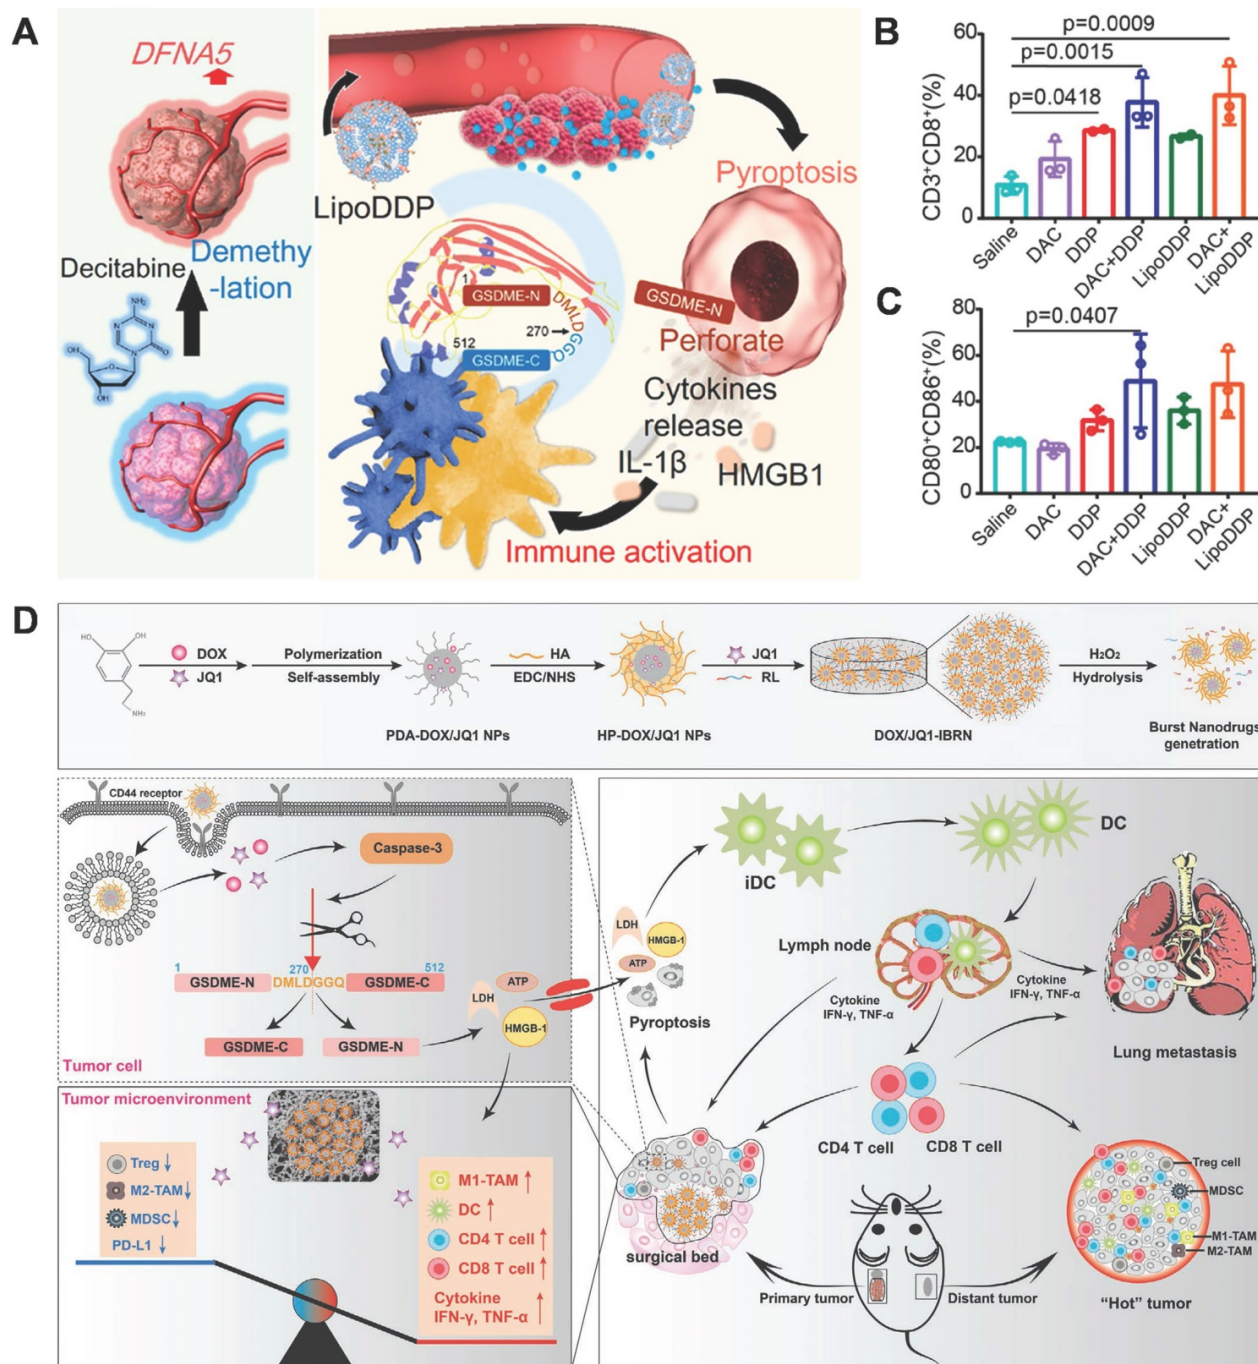 A
DFNA5
Decitabine
Demethy
-lation
NH₂
N
N
N
O
OH
O
OH
LipoDDP
1
GSDME-N
DMLD
270
GGQ
512
GSDME-C
Pyroptosis
GSDME-N
Perforate
Cytokines
release
IL-1β
HMGB1
Immune activation
B
CD3⁺CD8⁺(%)
60
40
20
0
p=0.0009
p=0.0015
p=0.0418
Saline
DAC
DDP
DAC+DDP
LipoDDP
DAC+
LipoDDP
C
CD80⁺CD86⁺(%)
80
60
40
20
0
p=0.0407
Saline
DAC
DDP
DAC+DDP
LipoDDP
DAC+
LipoDDP
D
HO
OH
NH₂
DOX
JQ1
Polymerization
Self-assembly
PDA-DOX/JQ1 NPs
HA
EDC/NHS
HP-DOX/JQ1 NPs
JQ1
RL
DOX/JQ1-IBRN
H₂O₂
Hydrolysis
Burst Nanodrugs
genetration
CD44 receptor
Caspase-3
1
270
512
GSDME-N
DMLDGGQ
GSDME-C
GSDME-C
GSDME-N
LDH
ATP
HMGB-1
Tumor cell
Tumor microenvironment
Treg ↓
M2-TAM ↓
MDSC ↓
PD-L1 ↓
M1-TAM ↑
DC ↑
CD4 T cell ↑
CD8 T cell ↑
Cytokine ↑
IFN-γ, TNF-α
iDC
DC
LDH
HMGB-1
ATP
Pyroptosis
Lymph node
Cytokine
IFN-γ, TNF-α
Cytokine
IFN-γ, TNF-α
Lung metastasis
CD4 T cell
CD8 T cell
surgical bed
Primary tumor
Distant tumor
Treg cell
MDSC
M1-TAM
M2-TAM
“Hot” tumor